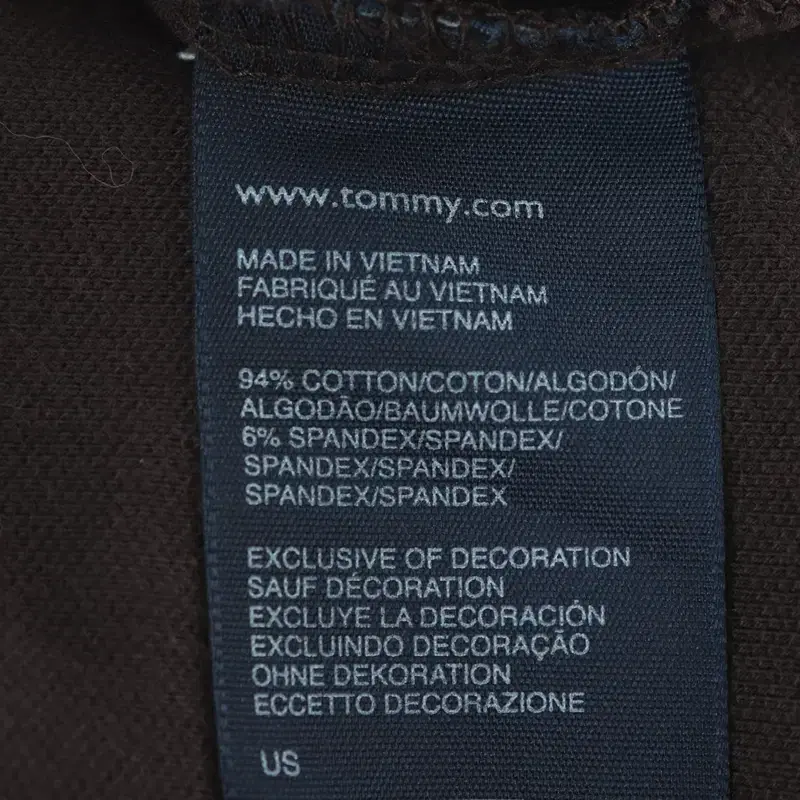 www.tommy.com
MADE IN VIETNAM
FABRIQUÉ AU VIETNAM
HECHO EN VIETNAM
94% COTTON/COTON/ALGODÓN/
ALGODÃO/BAUMWOLLE/COTONE
6% SPANDEX/SPANDEX/
SPANDEX/SPANDEX/
SPANDEX/SPANDEX
EXCLUSIVE OF DECORATION
SAUF DÉCORATION
EXCLUYE LA DECORACIÓN
EXCLUINDO DECORAÇÃO
OHNE DEKORATION
ECCETTO DECORAZIONE
US